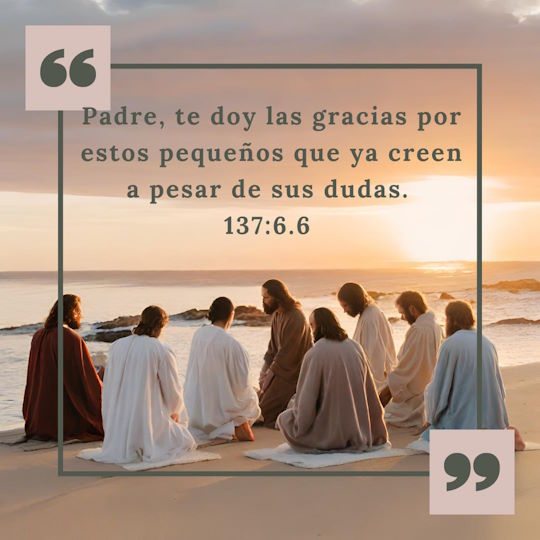 Padre, te doy las gracias por
estos pequeños que ya creen
a pesar de sus dudas.
137:6.6